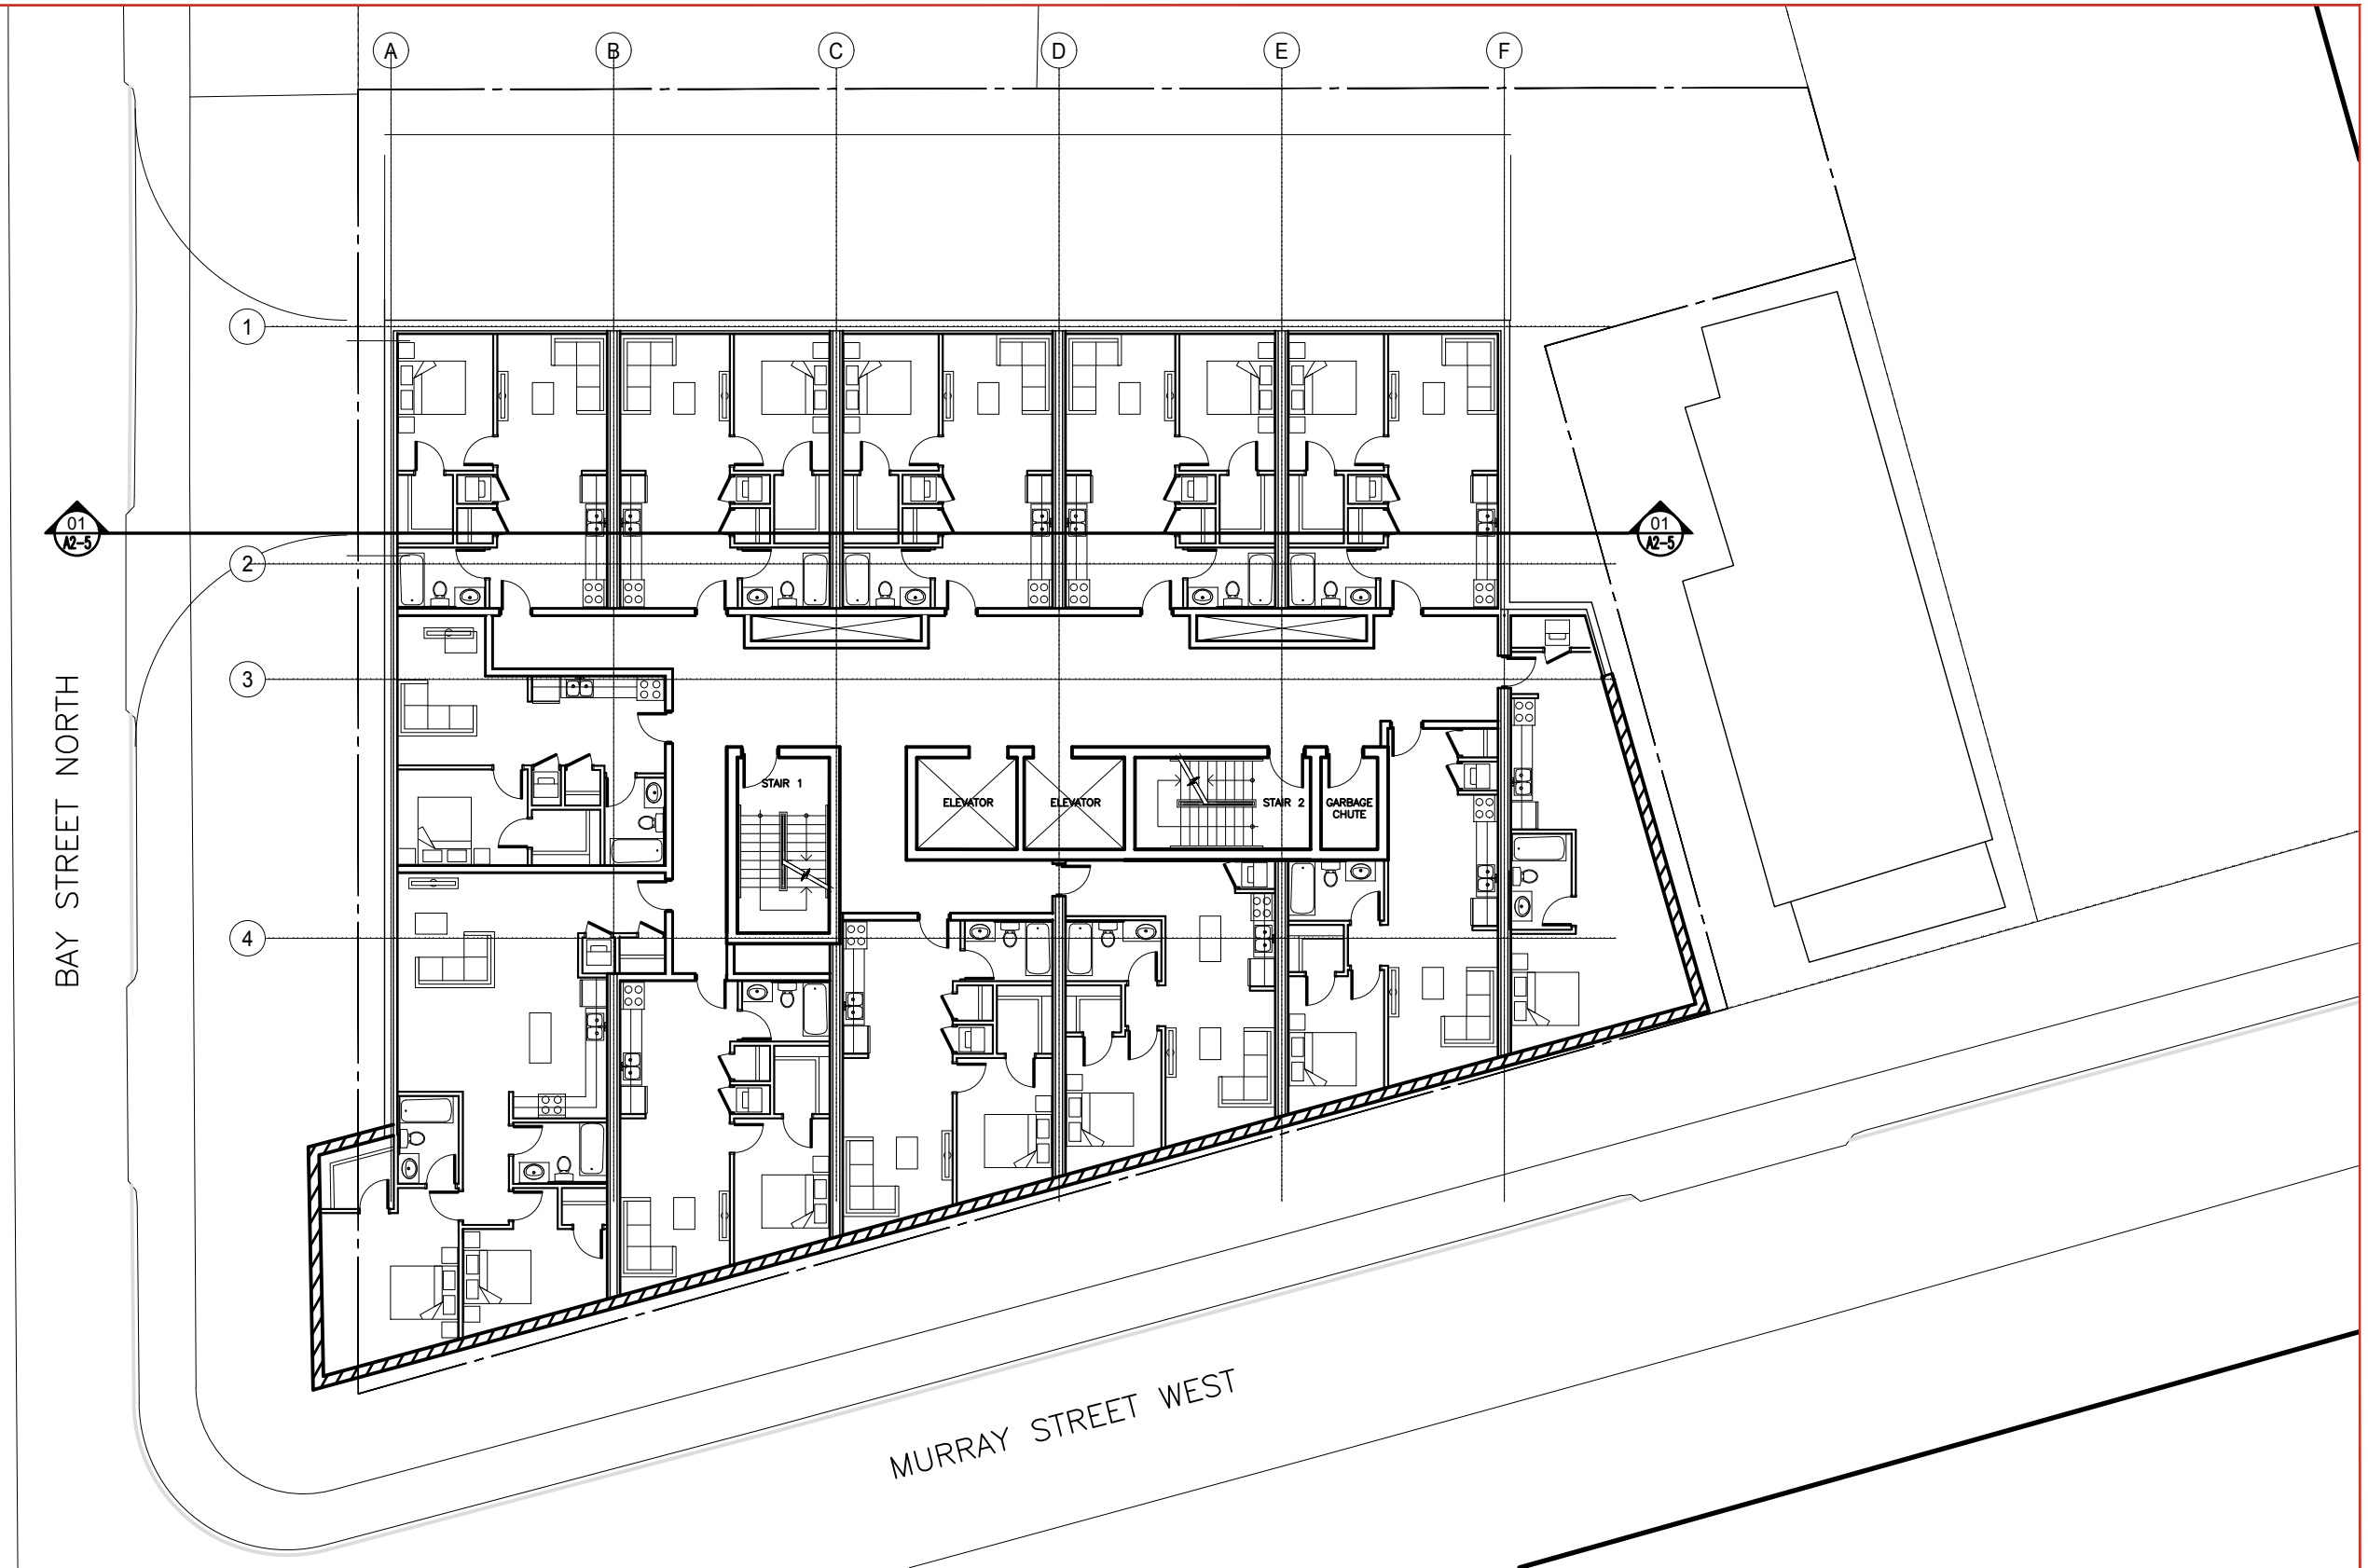 A
B
C
D
E
F
1
01
A2-5
01
A2-5
2
3
BAY STREET NORTH
STAIR 1
ELEVATOR
ELEVATOR
STAIR 2
GARBAGE
CHUTE
4
MURRAY STREET WEST